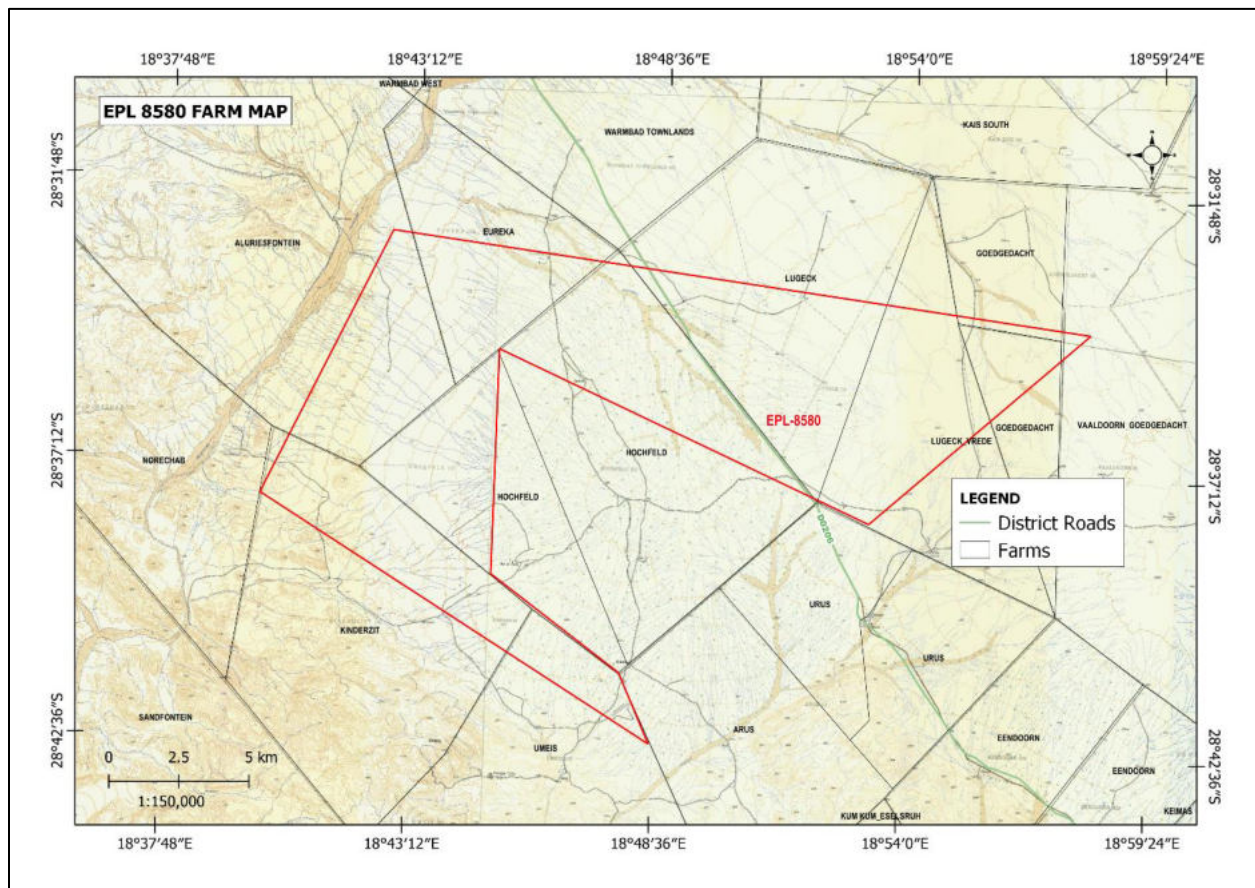 18°37′48″E
18°43′12″E
18°48′36″E
18°54′0″E
18°59′24″E
EPL 8580 FARM MAP
WARMBAD WEST
WARMBAD TOWNLANDS
KAIS SOUTH
28°31′48″S
28°31′48″S
ALURIESFONTEIN
EUREKA
LUGECK
GOEDGEDACHT
EPL-8580
28°37′12″S
28°37′12″S
NORECHAB
HOCHFELD
HOCHFELD
LUGECK_VREDE
GOEDGEDACHT
VAALDOORN GOEDGEDACHT
LEGEND
District Roads
Farms
D0206
KINDERZIT
URUS
URUS
SANDFONTEIN
UMEIS
ARUS
EENDOORN
EENDOORN
28°42′36″S
28°42′36″S
0 2.5 5 km
1:150,000
KUM KUM_ESELSRUH
KEIMAS
18°37′48″E
18°43′12″E
18°48′36″E
18°54′0″E
18°59′24″E